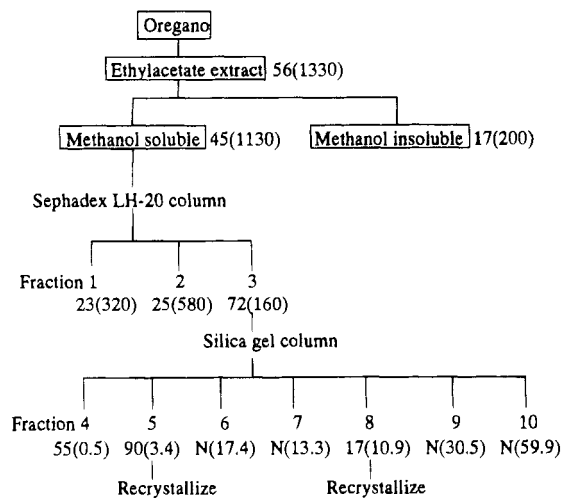 Oregano
Ethylacetate extract 56(1330)
Methanol soluble 45(1130) Methanol insoluble 17(200)
Sephadex LH-20 column
Fraction 1 2 3
23(320) 25(580) 72(160)
Silica gel column
Fraction 4 5 6 7 8 9 10
55(0.5) 90(3.4) N(17.4) N(13.3) 17(10.9) N(30.5) N(59.9)
Recrystallize Recrystallize